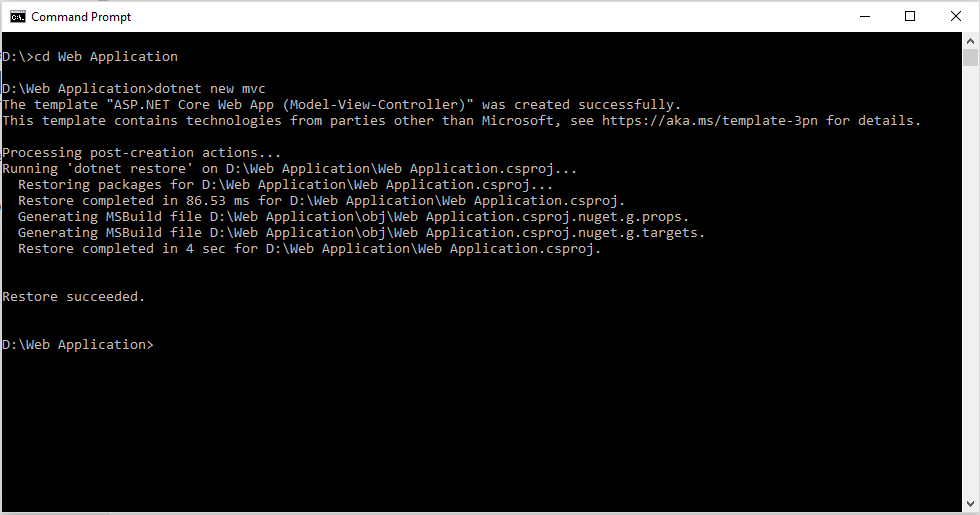 Command Prompt
D:\>cd Web Application
D:\Web Application>dotnet new mvc
The template "ASP.NET Core Web App (Model-View-Controller)" was created successfully.
This template contains technologies from parties other than Microsoft, see https://aka.ms/template-3pn for details.
Processing post-creation actions...
Running 'dotnet restore' on D:\Web Application\Web Application.csproj...
  Restoring packages for D:\Web Application\Web Application.csproj...
  Restore completed in 86.53 ms for D:\Web Application\Web Application.csproj.
  Generating MSBuild file D:\Web Application\obj\Web Application.csproj.nuget.g.props.
  Generating MSBuild file D:\Web Application\obj\Web Application.csproj.nuget.g.targets.
  Restore completed in 4 sec for D:\Web Application\Web Application.csproj.
Restore succeeded.
D:\Web Application>